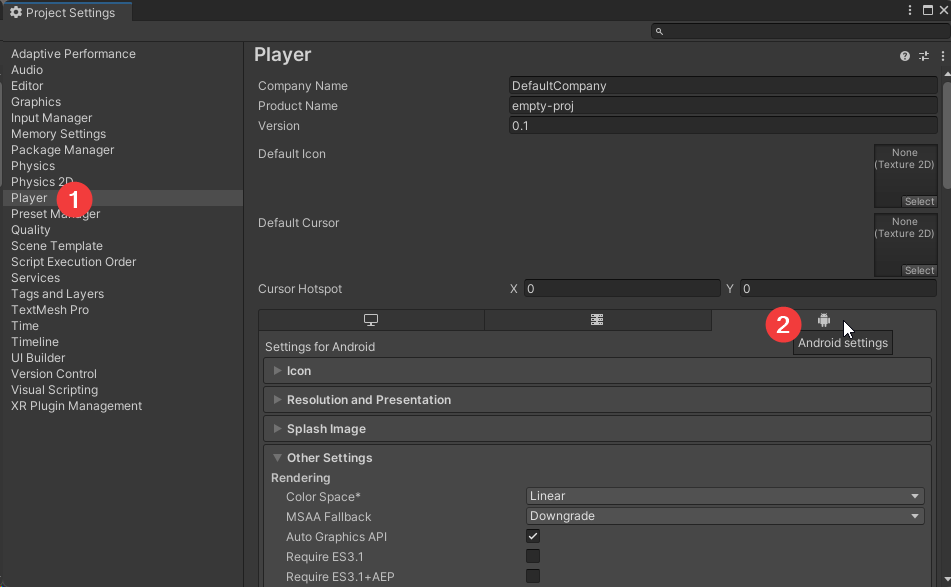 Project Settings
Adaptive Performance
Audio
Editor
Graphics
Input Manager
Memory Settings
Package Manager
Physics
Physics 2D
Player
1
Preset Manager
Quality
Scene Template
Script Execution Order
Services
Tags and Layers
TextMesh Pro
Time
Timeline
UI Builder
Version Control
Visual Scripting
XR Plugin Management
Player
Company Name DefaultCompany
Product Name empty-proj
Version 0.1
Default Icon
None
(Texture 2D)
Select
Default Cursor
None
(Texture 2D)
Select
Cursor Hotspot X 0 Y 0
2
Android settings
Settings for Android
Icon
Resolution and Presentation
Splash Image
Other Settings
Rendering
Color Space* Linear
MSAA Fallback Downgrade
Auto Graphics API
Require ES3.1
Require ES3.1+AEP